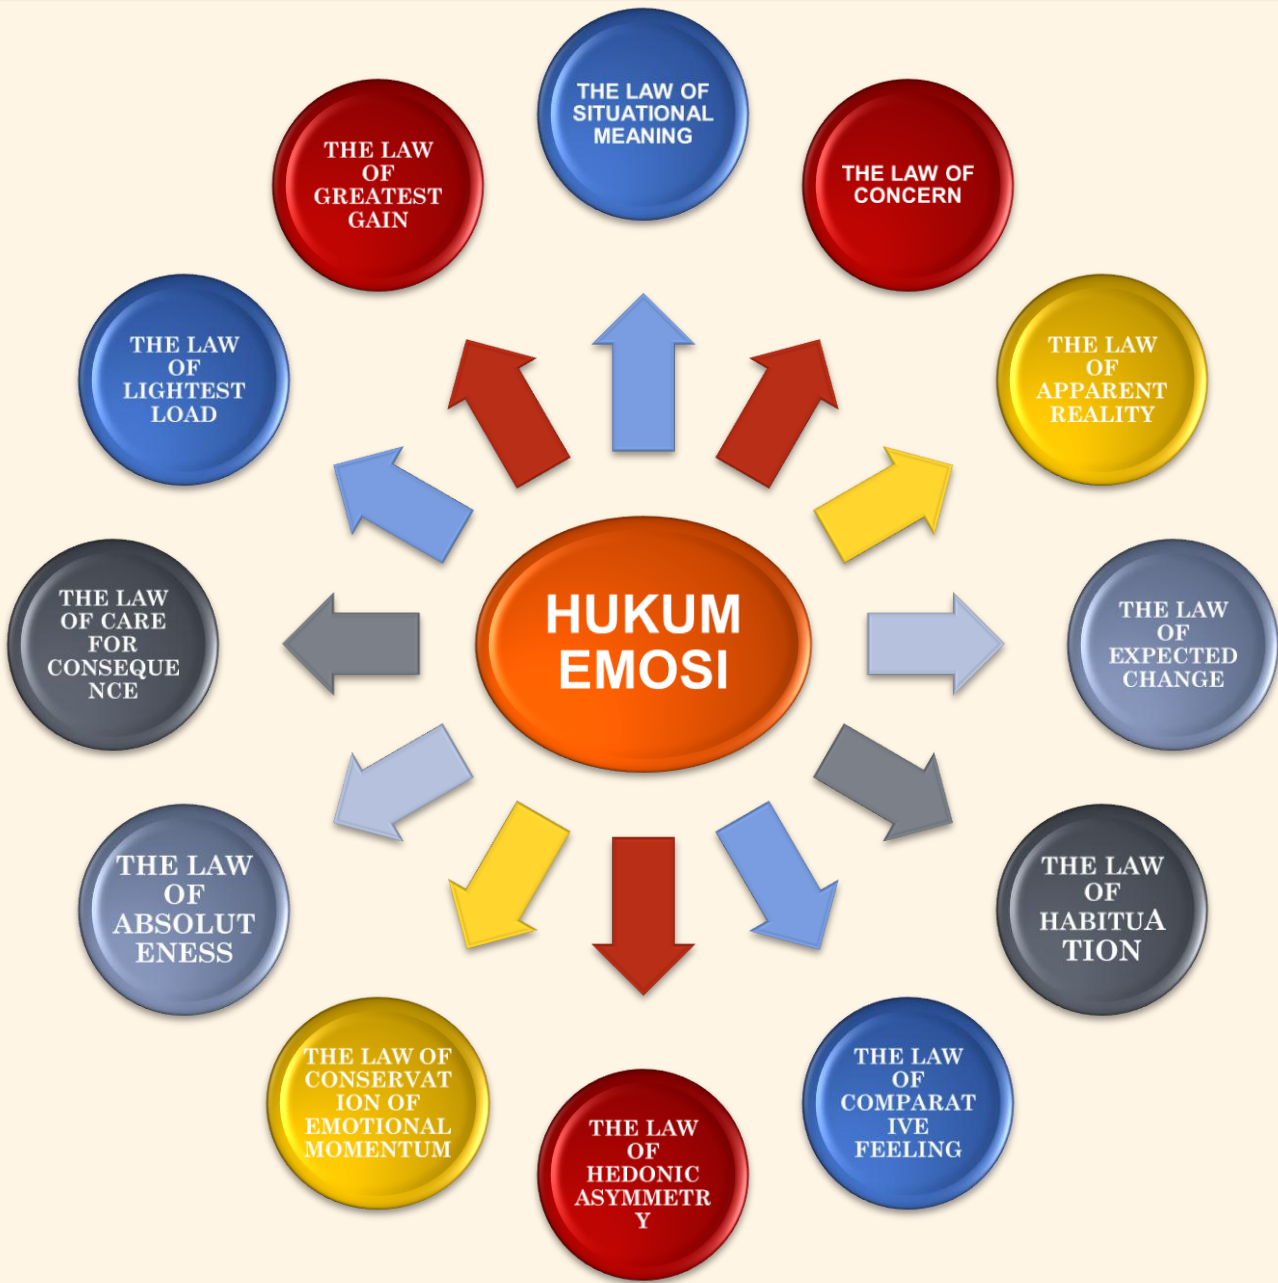 THE LAW OF
SITUATIONAL
MEANING
THE LAW OF
CONCERN
THE LAW
OF
APPARENT
REALITY
THE LAW
OF
EXPECTED
CHANGE
THE LAW
OF
HABITUA
TION
THE LAW
OF
COMPARAT
IVE
FEELING
THE LAW
OF
HEDONIC
ASYMMETR
Y
THE LAW OF
CONSERVAT
ION OF
EMOTIONAL
MOMENTUM
THE LAW
OF
ABSOLUT
ENESS
THE LAW
OF CARE
FOR
CONSEQUE
NCE
THE LAW
OF
LIGHTEST
LOAD
THE LAW
OF
GREATEST
GAIN
HUKUM
EMOSI